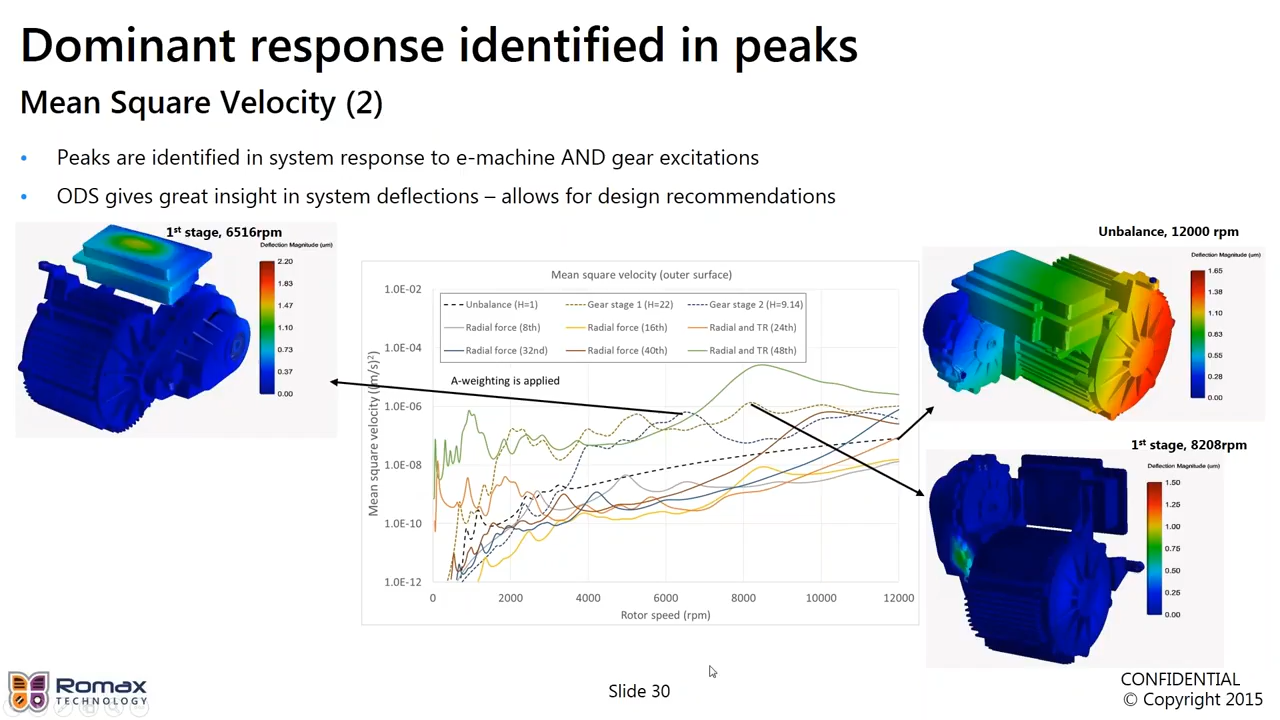 Dominant response identified in peaks
Mean Square Velocity (2)
• Peaks are identified in system response to e-machine AND gear excitations
• ODS gives great insight in system deflections – allows for design recommendations
1st stage, 6516rpm
Deflection Magnitude (um)
2.20
1.83
1.47
1.10
0.73
0.37
0.00
Mean square velocity (outer surface)
Mean square velocity ((m/s)²)
1.0E-02
1.0E-04
1.0E-06
1.0E-08
1.0E-10
1.0E-12
Unbalance (H=1)
Gear stage 1 (H=22)
Gear stage 2 (H=9.14)
Radial force (8th)
Radial force (16th)
Radial and TR (24th)
Radial force (32nd)
Radial force (40th)
Radial and TR (48th)
A-weighting is applied
0 2000 4000 6000 8000 10000 12000
Rotor speed (rpm)
Unbalance, 12000 rpm
Deflection Magnitude (um)
1.65
1.38
1.10
0.83
0.55
0.28
0.00
1st stage, 8208rpm
Deflection Magnitude (um)
1.50
1.25
1.00
0.75
0.50
0.25
0.00
Romax
TECHNOLOGY
Slide 30
CONFIDENTIAL
© Copyright 2015